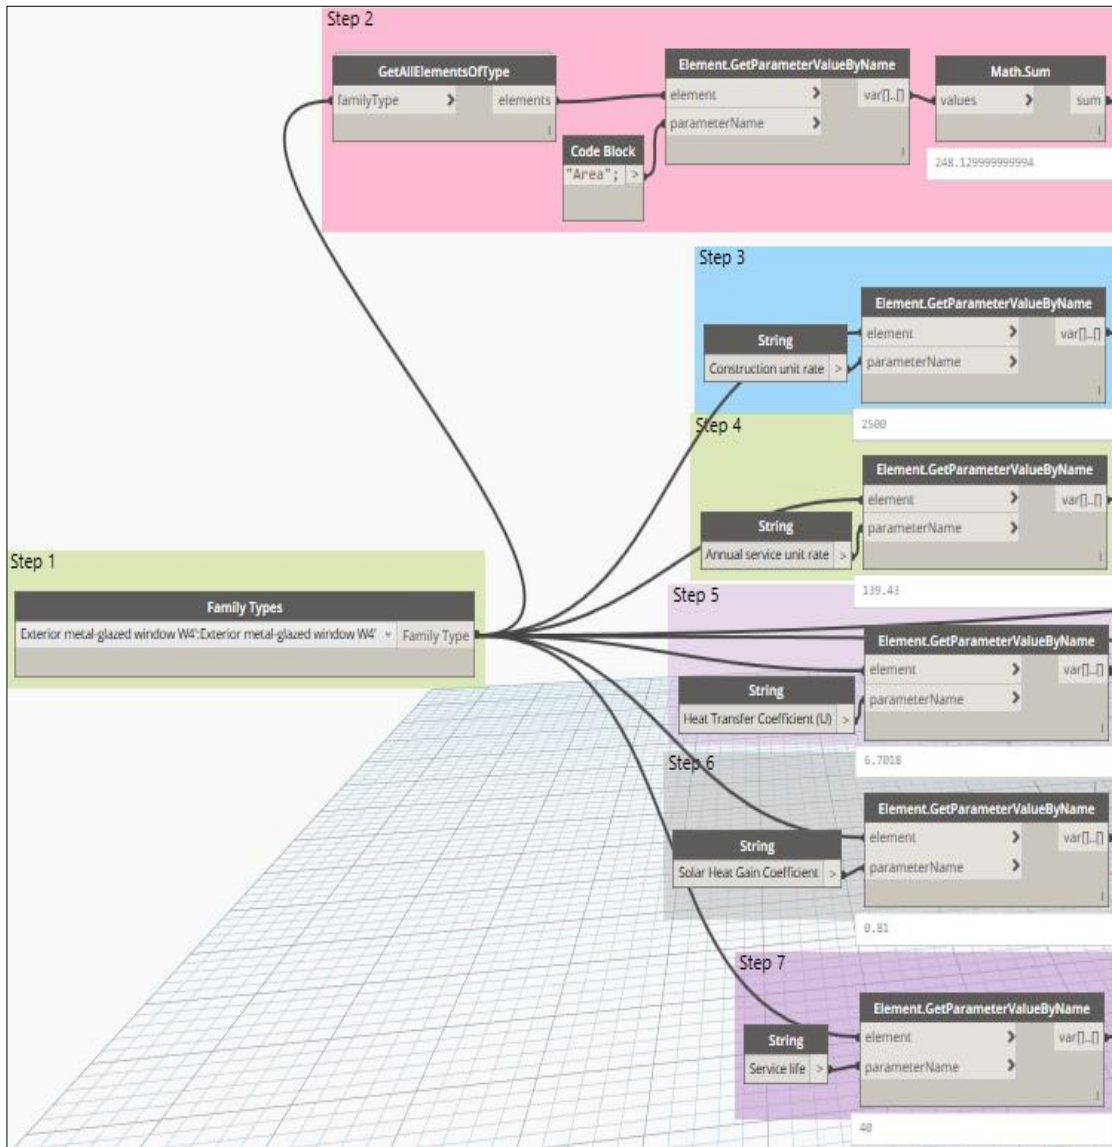 Step 2
GetAllElementsOfType
familyType > elements
Element.GetParameterValueByName
element > var[]..[]
parameterName >
Code Block
"Area"; >
Math.Sum
values > sum
248.129999999994
Step 3
String
Construction unit rate >
Element.GetParameterValueByName
element > var[]..[]
parameterName >
2500
Step 4
String
Annual service unit rate >
Element.GetParameterValueByName
element > var[]..[]
parameterName >
139.43
Step 1
Family Types
Exterior metal-glazed window W4':Exterior metal-glazed window W4' Family Type
Step 5
String
Heat Transfer Coefficient (U) >
Element.GetParameterValueByName
element > var[]..[]
parameterName >
6.7018
Step 6
String
Solar Heat Gain Coefficient >
Element.GetParameterValueByName
element > var[]..[]
parameterName >
0.81
Step 7
String
Service life >
Element.GetParameterValueByName
element > var[]..[]
parameterName >
40